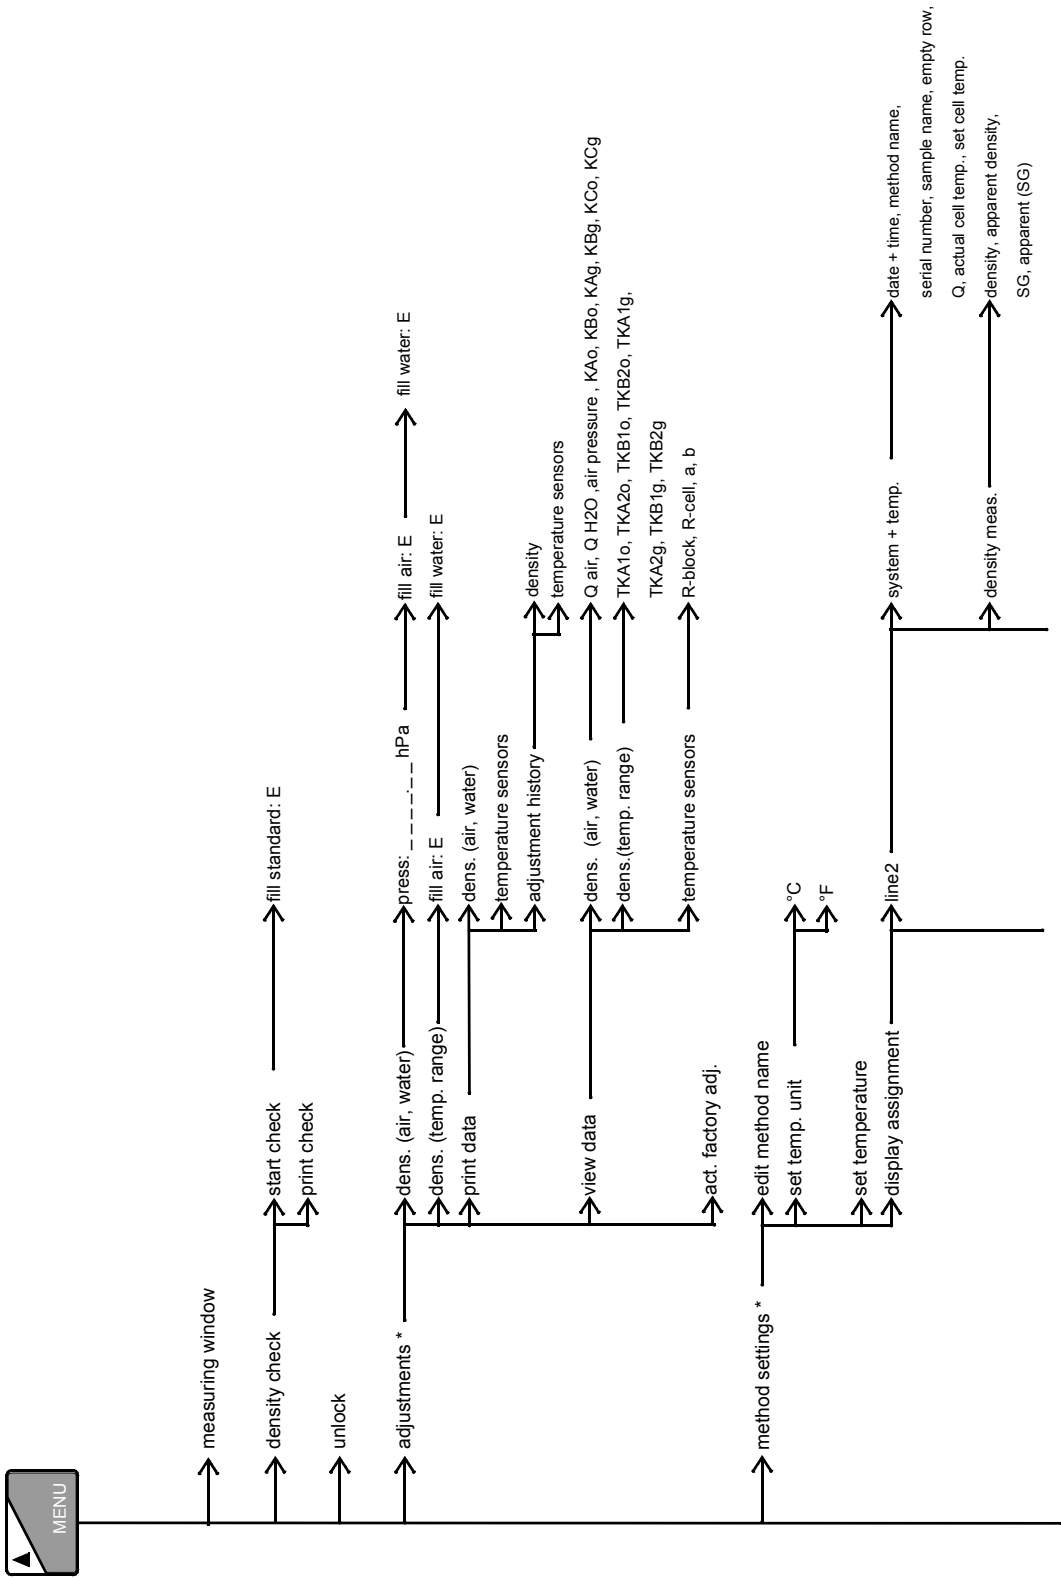 MENU
measuring window
density check
start check
fill standard: E
print check
unlock
adjustments *
dens. (air, water)
press: _ _ _ _._ _ hPa
fill air: E
fill water: E
dens. (temp. range)
fill air: E
fill water: E
print data
dens. (air, water)
temperature sensors
adjustment history
density
temperature sensors
view data
dens. (air, water)
Q air, Q H2O ,air pressure , KAo, KBo, KAg, KBg, KCo, KCg
dens.(temp. range)
TKA1o, TKA2o, TKB1o, TKB2o, TKA1g,
TKA2g, TKB1g, TKB2g
temperature sensors
R-block, R-cell, a, b
act. factory adj.
method settings *
edit method name
set temp. unit
°C
°F
set temperature
display assignment
line2
system + temp.
date + time, method name,
serial number, sample name, empty row,
Q, actual cell temp., set cell temp.
density meas.
density, apparent density,
SG, apparent (SG)